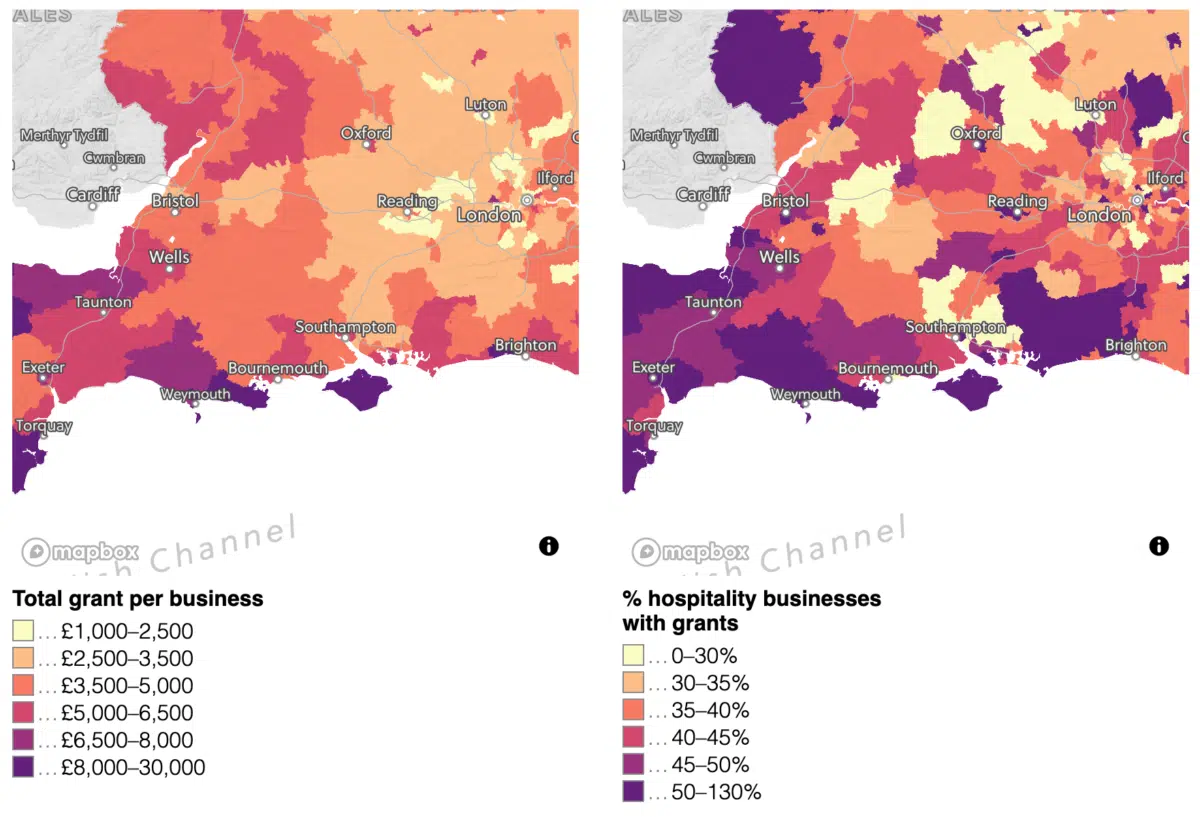 ALES
Luton
Merthyr Tydfil
Oxford
Cwmbran
Ilford
Cardiff
Bristol
Reading
London
Wells
Taunton
Southampton
Brighton
Exeter
Bournemouth
Weymouth
Torquay
mapbox
Channel
Total grant per business
... £1,000–2,500
... £2,500–3,500
... £3,500–5,000
... £5,000–6,500
... £6,500–8,000
... £8,000–30,000
ALES
Luton
Merthyr Tydfil
Oxford
Cwmbran
Ilford
Cardiff
Bristol
Reading
London
Wells
Taunton
Southampton
Brighton
Exeter
Bournemouth
Weymouth
Torquay
mapbox
Channel
% hospitality businesses
with grants
... 0–30%
... 30–35%
... 35–40%
... 40–45%
... 45–50%
... 50–130%